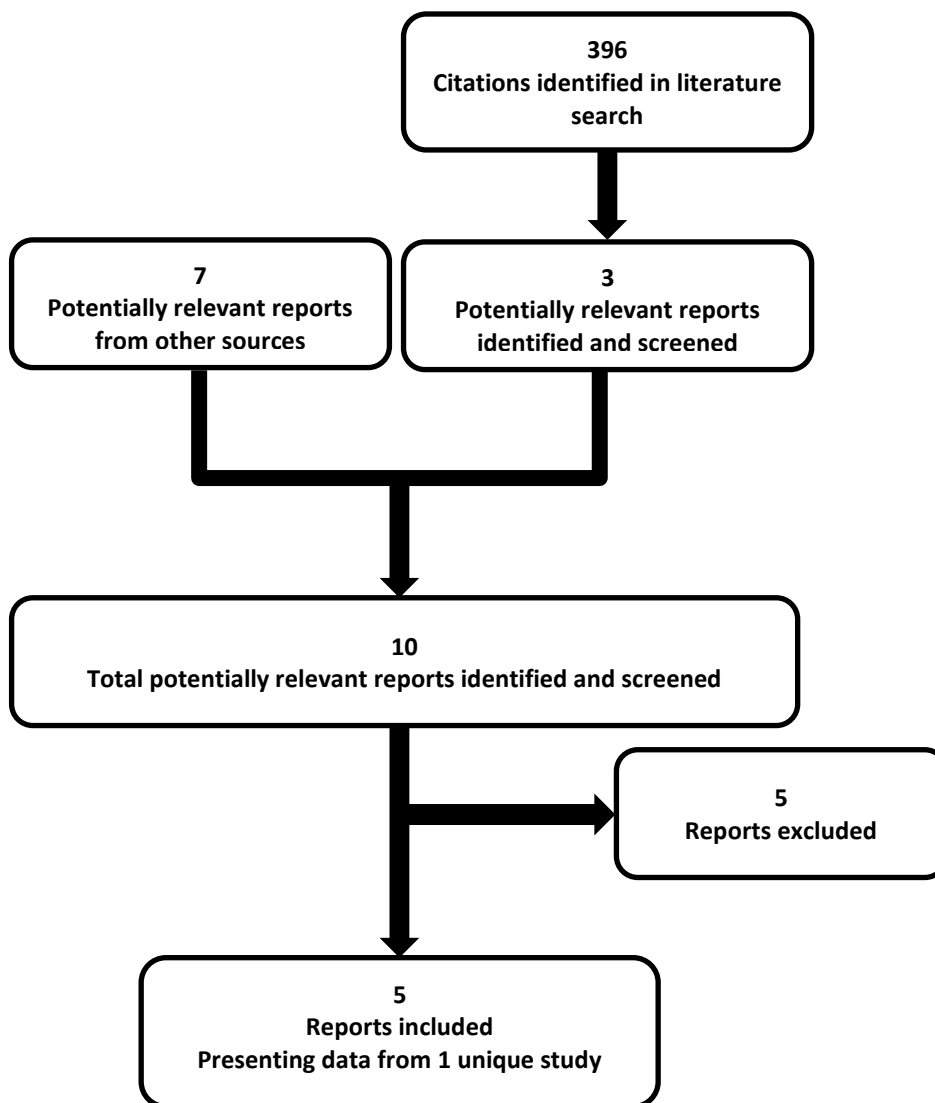 396
Citations identified in literature
search
7
Potentially relevant reports
from other sources
3
Potentially relevant reports
identified and screened
10
Total potentially relevant reports identified and screened
5
Reports excluded
5
Reports included
Presenting data from 1 unique study